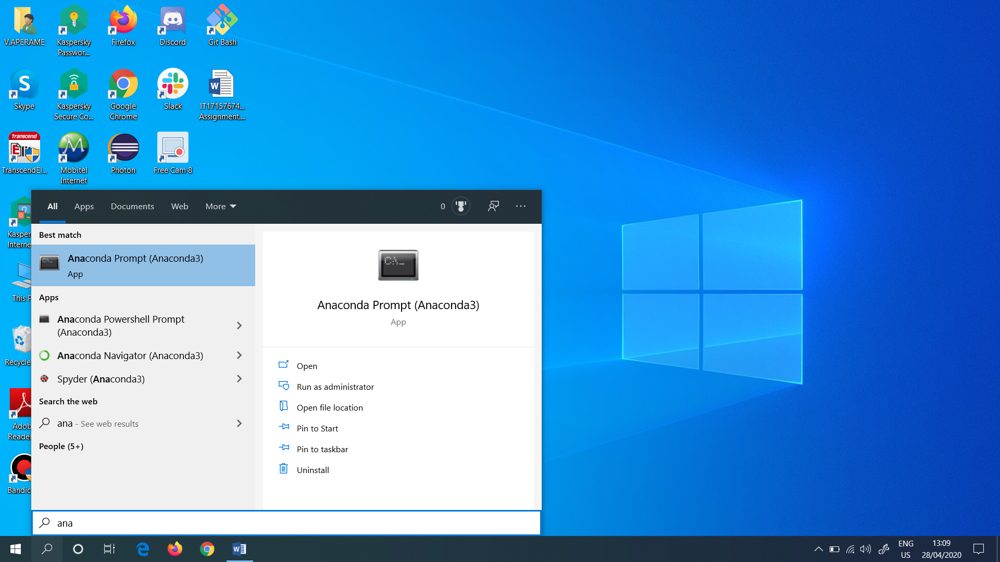 V.APERAME
Kaspersky
Passwor...
Firefox
Discord
Git Bash
Skype
Kaspersky
Secure Co...
Google
Chrome
Slack
IT17157674...
Assignment....
Transcend
Elit
TranscendEl...
Mobitel
Internet
Photon
Free Cam 8
Kasper
Interne
This P
Recycle
Adob
Reader
Bandic
All
Apps
Documents
Web
More
0
Best match
Anaconda Prompt (Anaconda3)
App
Apps
Anaconda Powershell Prompt
(Anaconda3)
Anaconda Navigator (Anaconda3)
Spyder (Anaconda3)
Search the web
ana - See web results
People (5+)
C:\_
Anaconda Prompt (Anaconda3)
App
Open
Run as administrator
Open file location
Pin to Start
Pin to taskbar
Uninstall
ana
ENG
US
13:09
28/04/2020